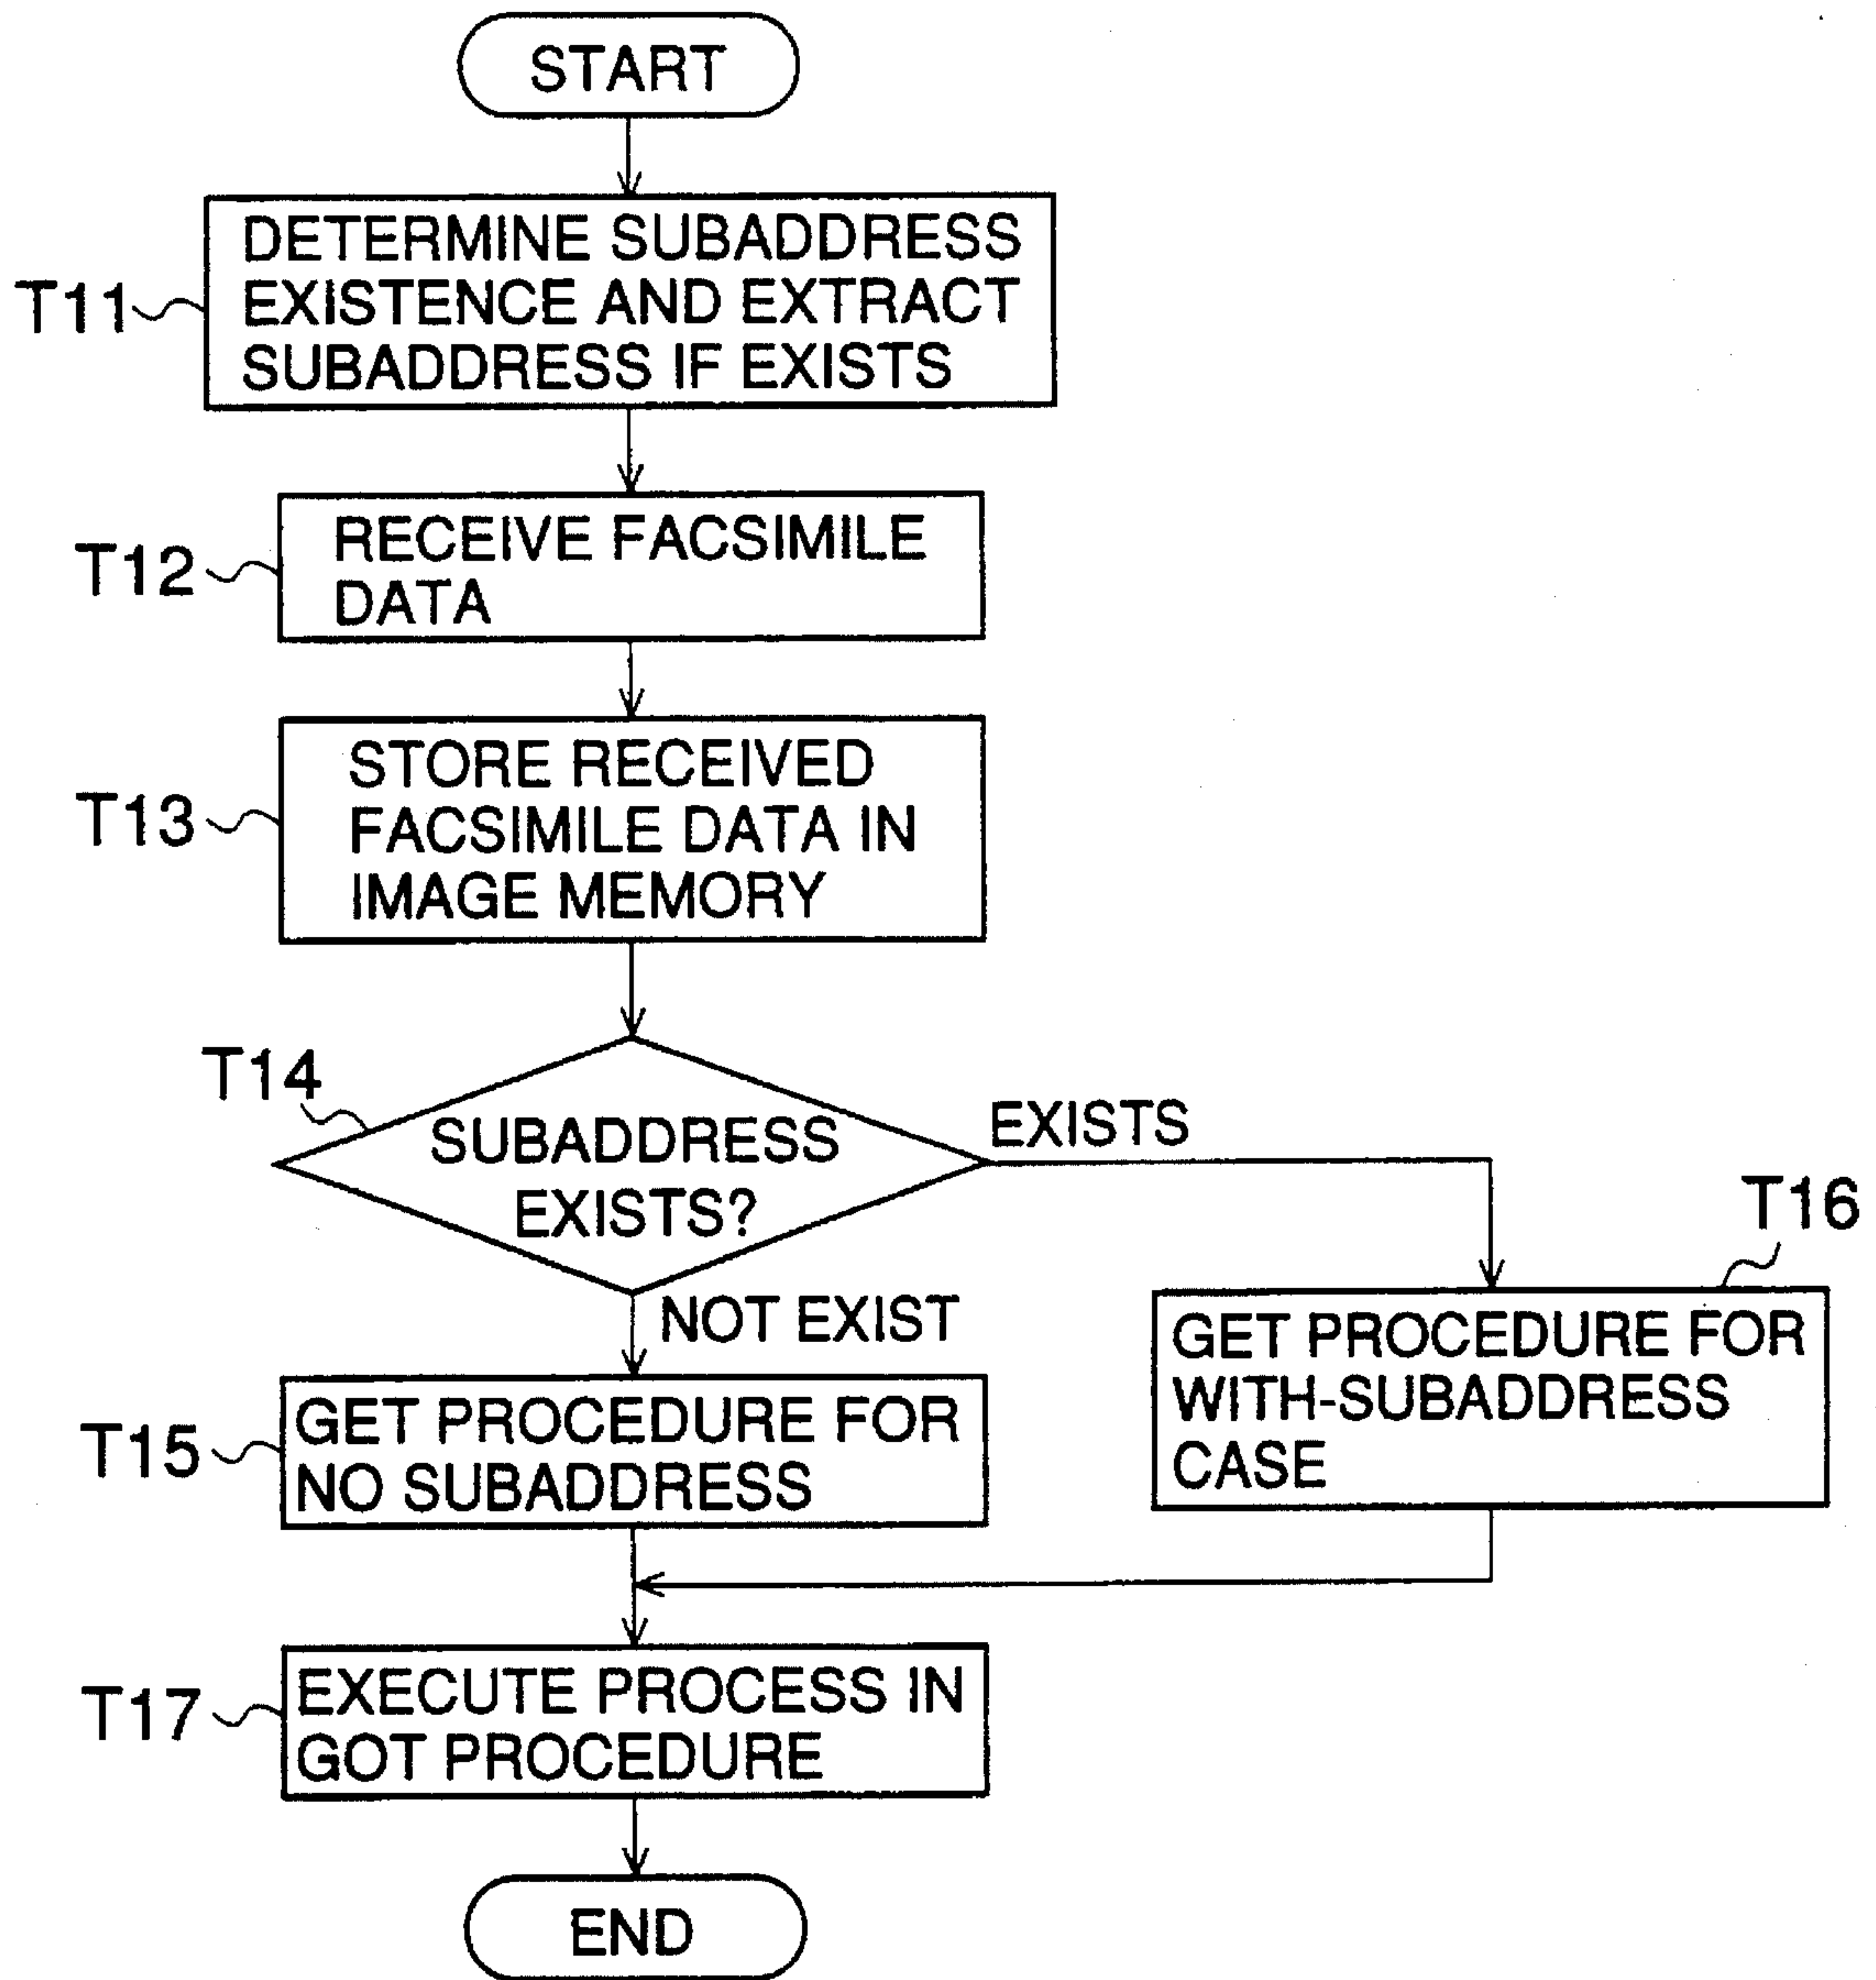 START
T11
DETERMINE SUBADDRESS
EXISTENCE AND EXTRACT
SUBADDRESS IF EXISTS
T12
RECEIVE FACSIMILE
DATA
T13
STORE RECEIVED
FACSIMILE DATA IN
IMAGE MEMORY
T14
SUBADDRESS
EXISTS?
EXISTS
NOT EXIST
T16
GET PROCEDURE FOR
WITH-SUBADDRESS
CASE
T15
GET PROCEDURE FOR
NO SUBADDRESS
T17
EXECUTE PROCESS IN
GOT PROCEDURE
END